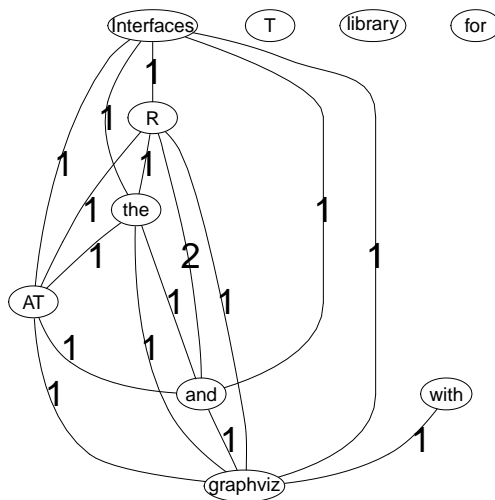 Interfaces T library for
1
R
1 1 1
the
1 1 1
2 1
AT
1 1
1 1
and with
1 1 1
graphviz